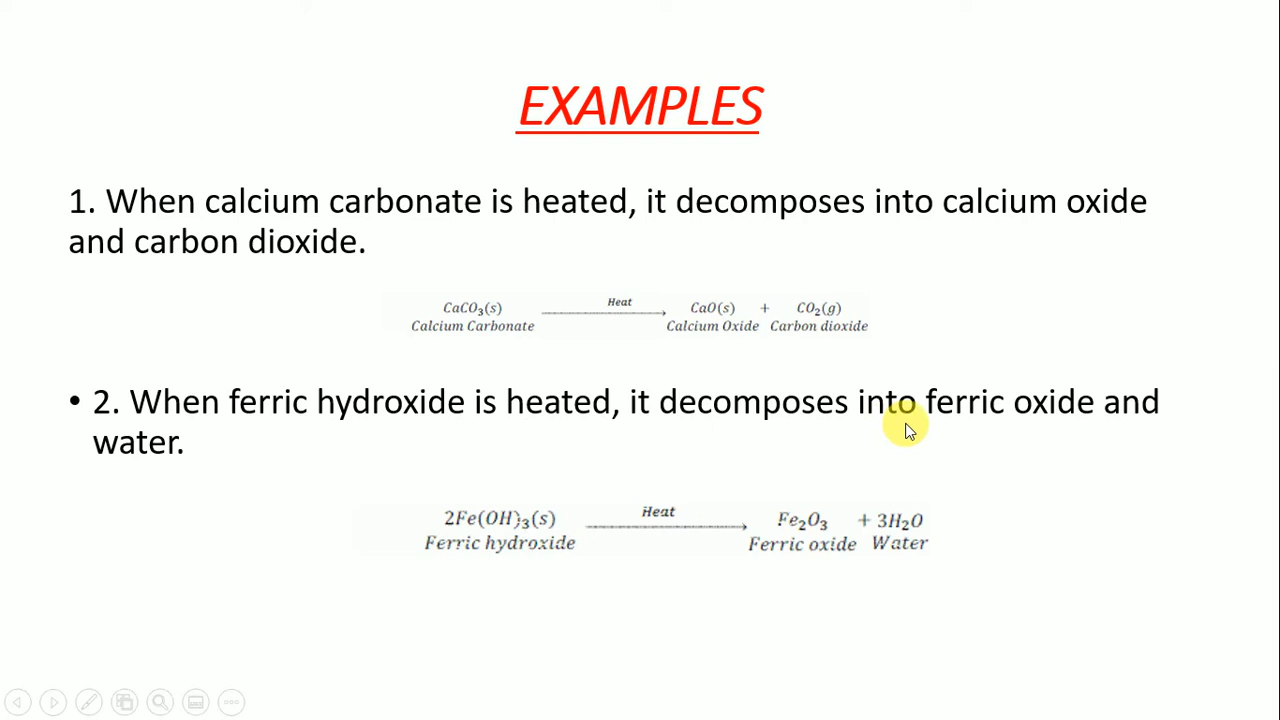 EXAMPLES
1. When calcium carbonate is heated, it decomposes into calcium oxide
and carbon dioxide.
CaCO₃(s) Heat CaO(s) + CO₂(g)
Calcium Carbonate Calcium Oxide Carbon dioxide
• 2. When ferric hydroxide is heated, it decomposes into ferric oxide and
water.
2Fe(OH)₃(s) Heat Fe₂O₃ + 3H₂O
Ferric hydroxide Ferric oxide Water